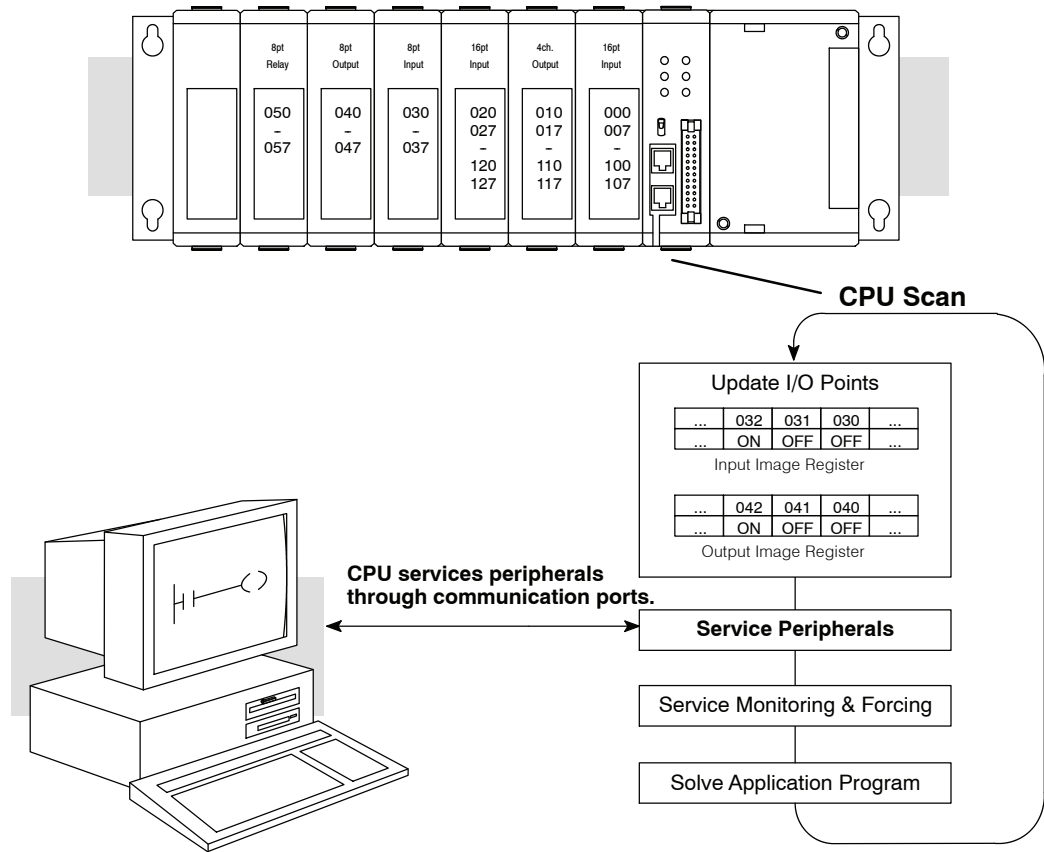 8pt
Relay
8pt
Output
8pt
Input
16pt
Input
4ch.
Output
16pt
Input
050
-
057
040
-
047
030
-
037
020
027
-
120
127
010
017
-
110
117
000
007
-
100
107
CPU Scan
Update I/O Points
... 032 031 030 ...
... ON OFF OFF ...
Input Image Register
... 042 041 040 ...
... ON OFF OFF ...
Output Image Register
CPU services peripherals
through communication ports.
Service Peripherals
Service Monitoring & Forcing
Solve Application Program